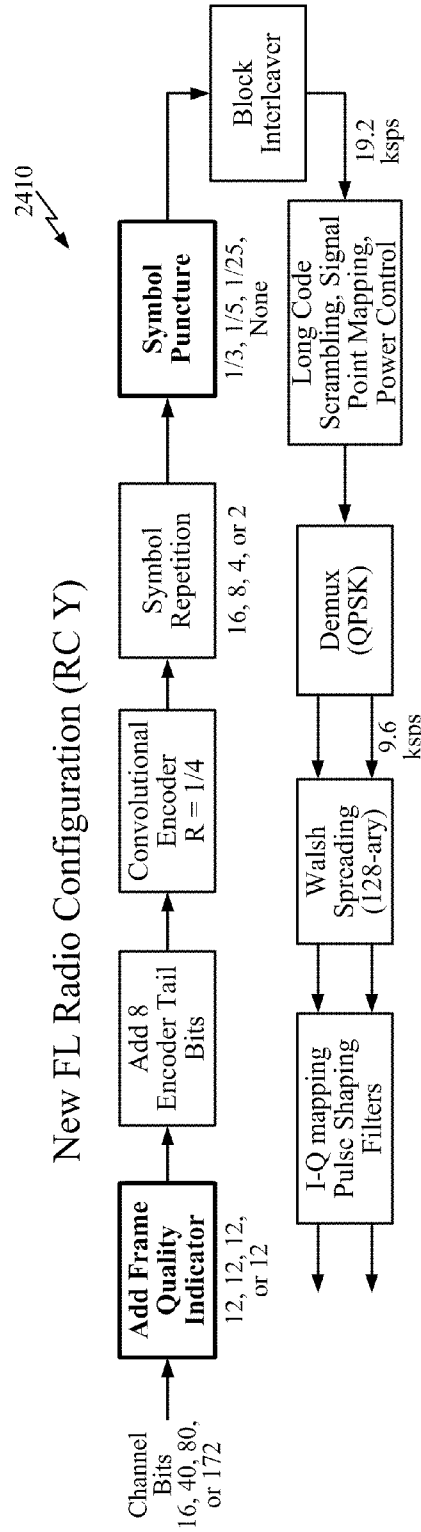 New FL Radio Configuration (RC Y)
2410
Channel
Bits
16, 40, 80,
or 172
Add Frame
Quality
Indicator
12, 12, 12,
or 12
Add 8
Encoder Tail
Bits
Convolutional
Encoder
R = 1/4
Symbol
Repetition
16, 8, 4, or 2
Symbol
Puncture
1/3, 1/5, 1/25,
None
Block
Interleaver
19.2
ksps
Long Code
Scrambling, Signal
Point Mapping,
Power Control
Demux
(QPSK)
9.6
ksps
Walsh
Spreading
(128-ary)
I-Q mapping
Pulse Shaping
Filters